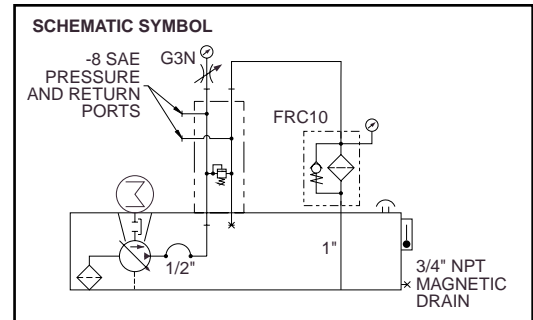 SCHEMATIC SYMBOL
-8 SAE
PRESSURE
AND RETURN
PORTS
G3N
FRC10
M
1/2"
1"
3/4" NPT
MAGNETIC
DRAIN